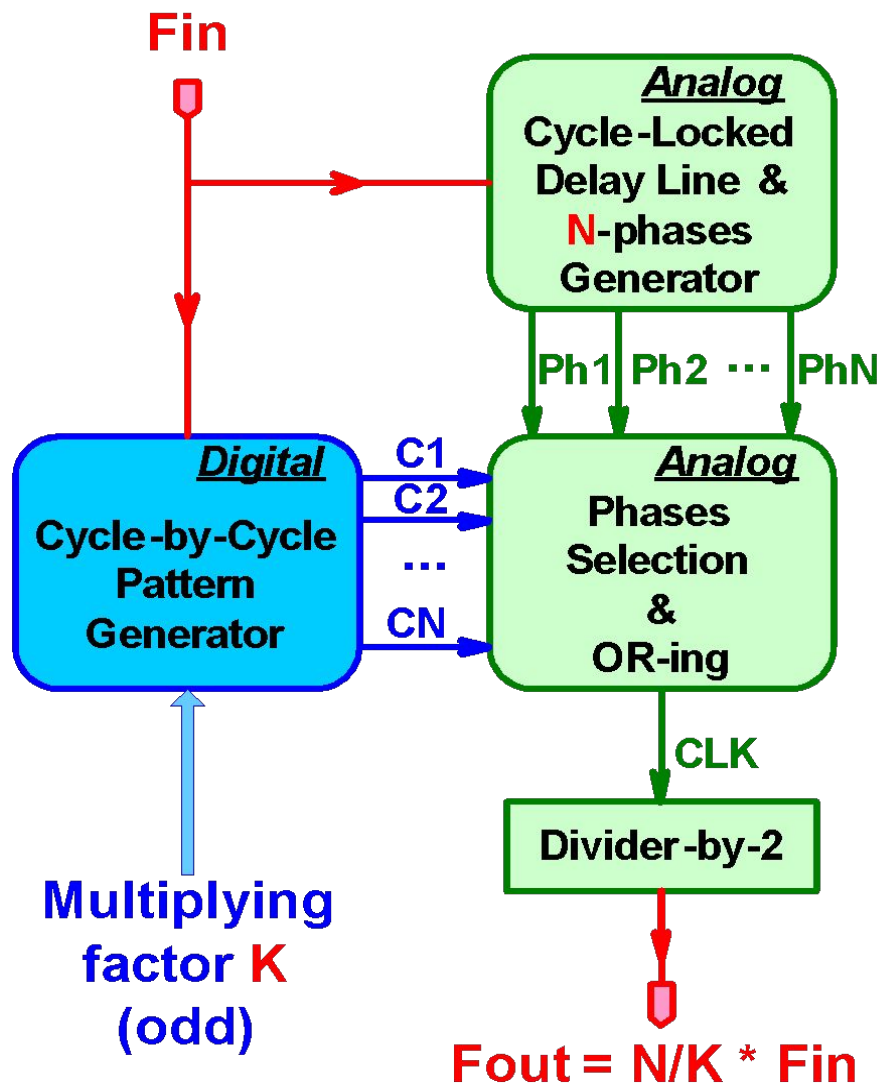 Fin
Analog
Cycle-Locked
Delay Line &
N-phases
Generator
Ph1 Ph2 ... PhN
Digital
Cycle-by-Cycle
Pattern
Generator
C1
C2
...
CN
Analog
Phases
Selection
&
OR-ing
CLK
Divider-by-2
Multiplying
factor K
(odd)
Fout = N/K * Fin